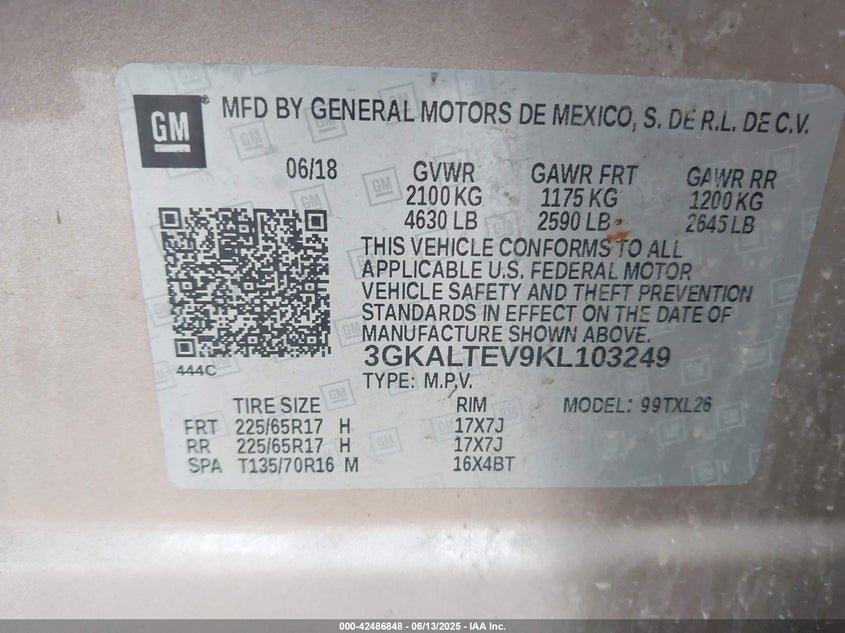 GM ® MFD BY GENERAL MOTORS DE MEXICO, S. DE R.L. DE C.V.
06/18 GVWR GAWR FRT GAWR RR
2100 KG 1175 KG 1200 KG
4630 LB 2590 LB 2645 LB
THIS VEHICLE CONFORMS TO ALL
APPLICABLE U.S. FEDERAL MOTOR
VEHICLE SAFETY AND THEFT PREVENTION
STANDARDS IN EFFECT ON THE DATE OF
MANUFACTURE SHOWN ABOVE.
3GKALTEV9KL103249
444C
TYPE: M.P.V.
TIRE SIZE RIM MODEL: 99TXL26
FRT 225/65R17 H 17X7J
RR 225/65R17 H 17X7J
SPA T135/70R16 M 16X4BT
000-42486848 - 06/13/2025 - IAA Inc.